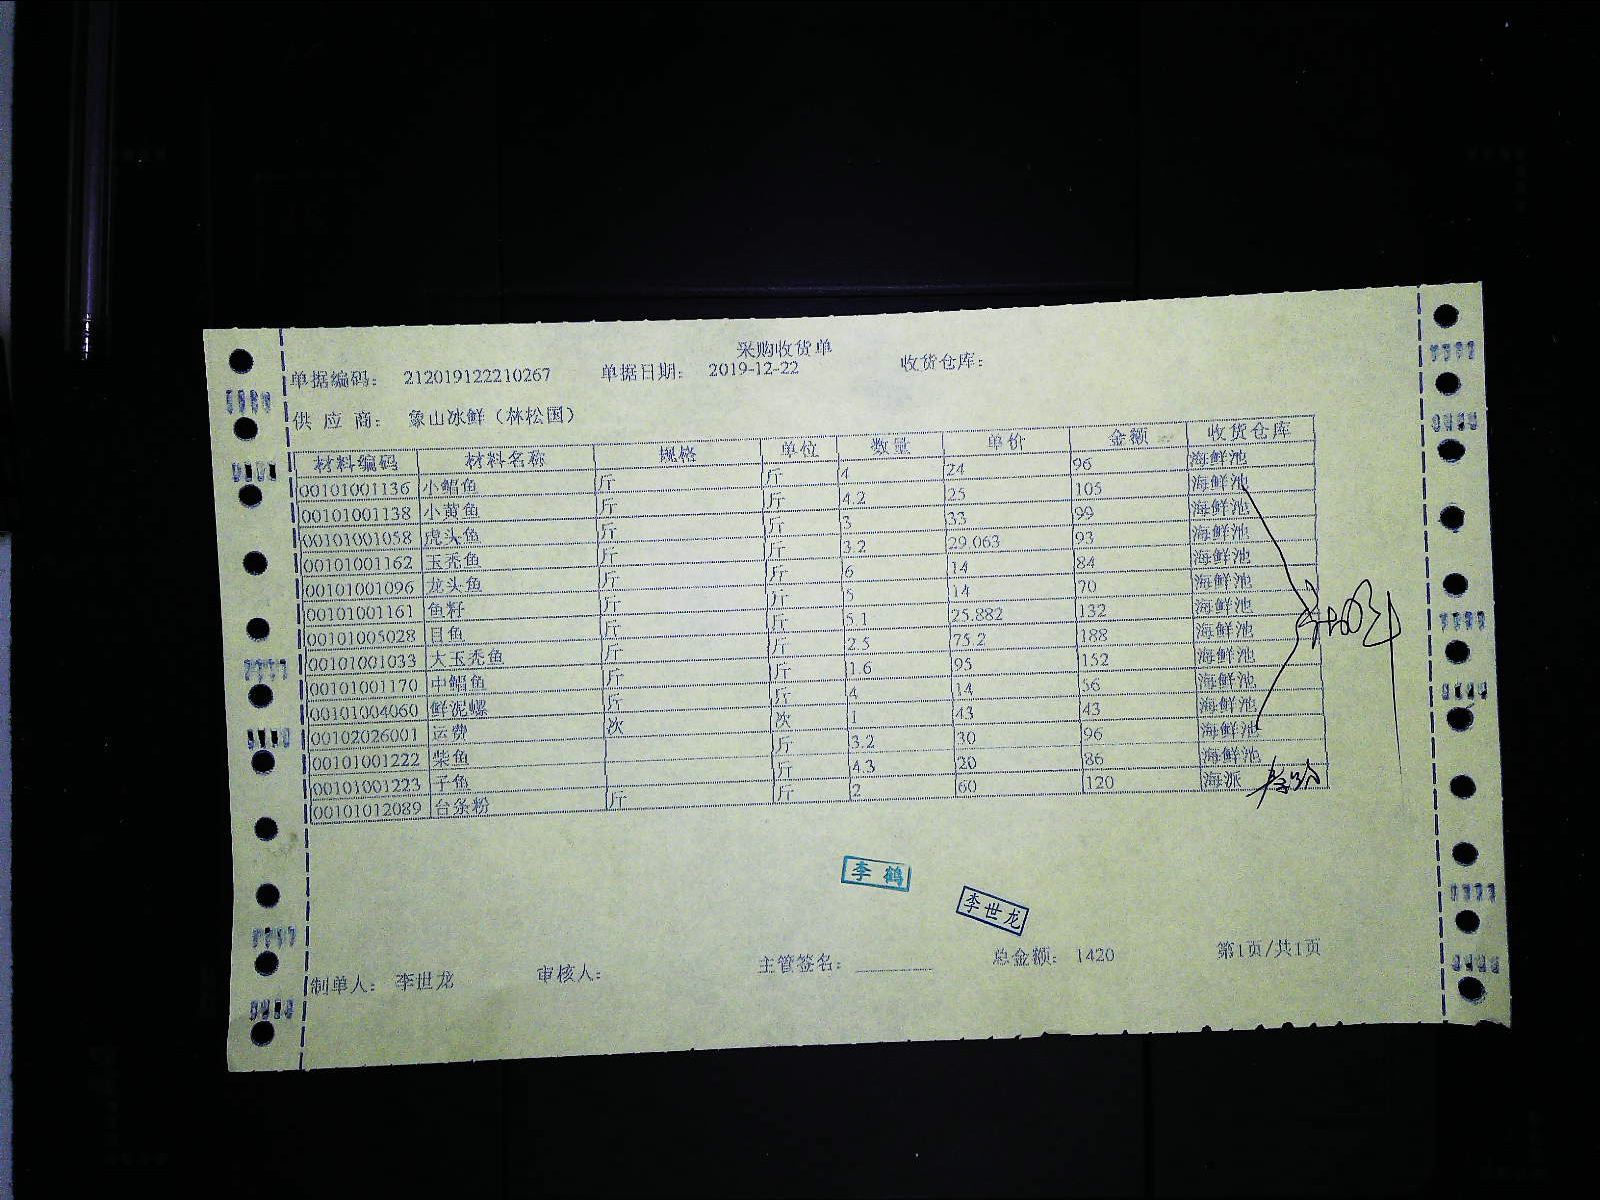 采购收货单
单据编码： 212019122210267 单据日期： 2019-12-22 收货仓库：
供 应 商： 象山冰鲜（林松国）
材料编码 材料名称 规格 单位 数量 单价 金额 收货仓库
00101001136 小鲳鱼 斤 斤 4 24 96 海鲜池
00101001138 小黄鱼 斤 斤 4.2 25 105 海鲜池
00101001058 虎头鱼 斤 斤 3 33 99 海鲜池
00101001162 玉秃鱼 斤 斤 3.2 29.063 93 海鲜池
00101001096 龙头鱼 斤 斤 6 14 84 海鲜池
00101001161 鱼籽 斤 斤 5 14 70 海鲜池
00101005028 目鱼 斤 斤 5.1 25.882 132 海鲜池
00101001033 大玉秃鱼 斤 斤 2.5 75.2 188 海鲜池
00101001170 中鲳鱼 斤 斤 1.6 95 152 海鲜池
00101004060 鲜泥螺 斤 斤 4 14 56 海鲜池
00102026001 运费 次 次 1 43 43 海鲜池
00101001222 柴鱼 斤 3.2 30 96 海鲜池
00101001223 子鱼 斤 4.3 20 86 海鲜池
00101012089 台条粉 斤 斤 2 60 120 海派
李鹤
李世龙
制单人： 李世龙 审核人： 主管签名： 总金额： 1420 第1页/共1页